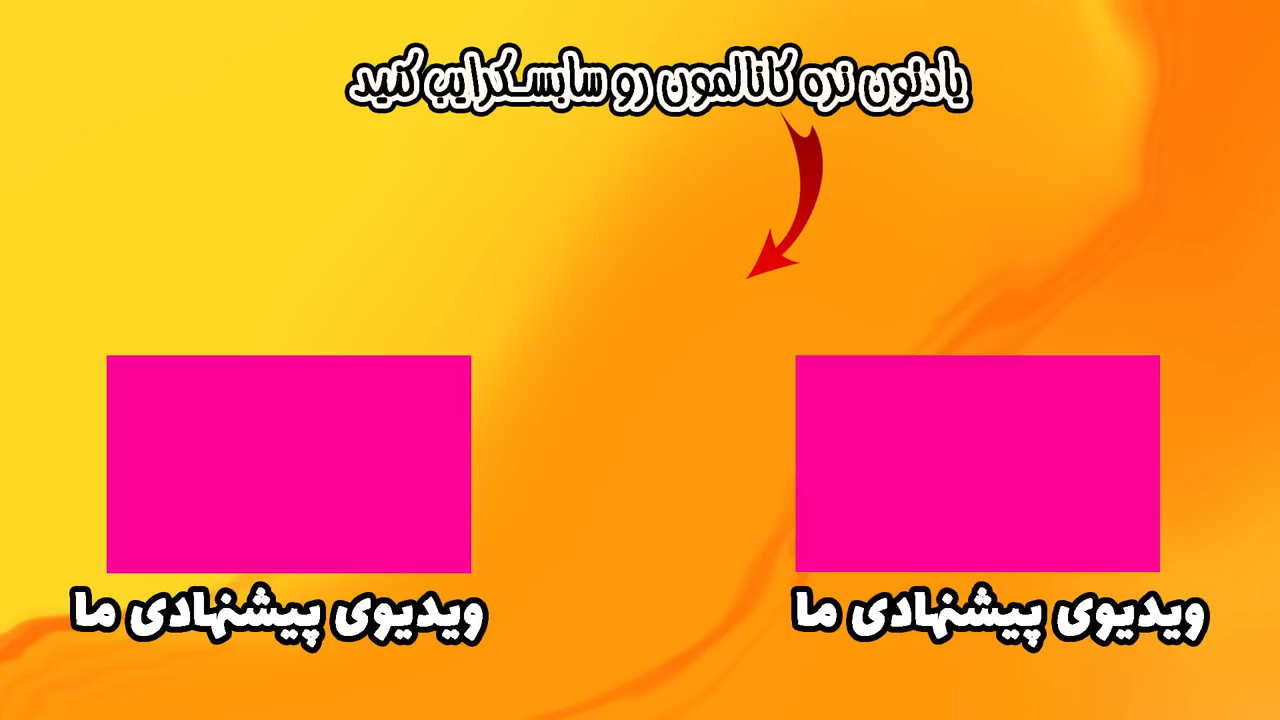 یادتون نره کانالمون رو سابسکرایب کنید
ویدیوی پیشنهادی ما
ویدیوی پیشنهادی ما